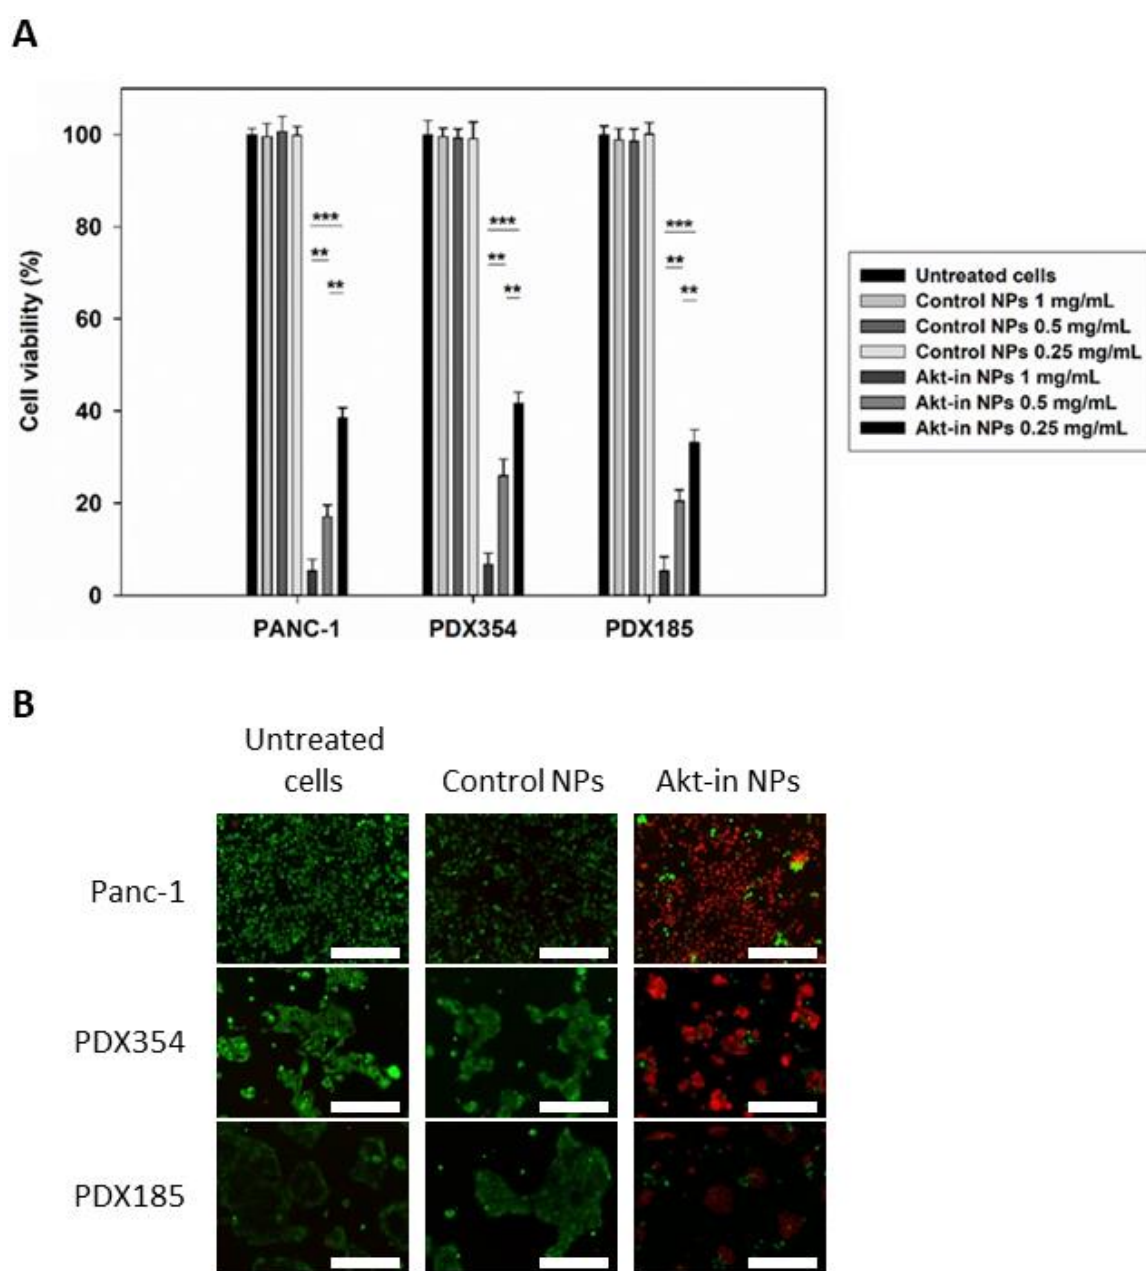 A
Cell viability (%)
100
80
60
40
20
0
***
**
**
***
**
**
***
**
**
PANC-1 PDX354 PDX185
Untreated cells
Control NPs 1 mg/mL
Control NPs 0.5 mg/mL
Control NPs 0.25 mg/mL
Akt-in NPs 1 mg/mL
Akt-in NPs 0.5 mg/mL
Akt-in NPs 0.25 mg/mL
B
Untreated
cells Control NPs Akt-in NPs
Panc-1
PDX354
PDX185